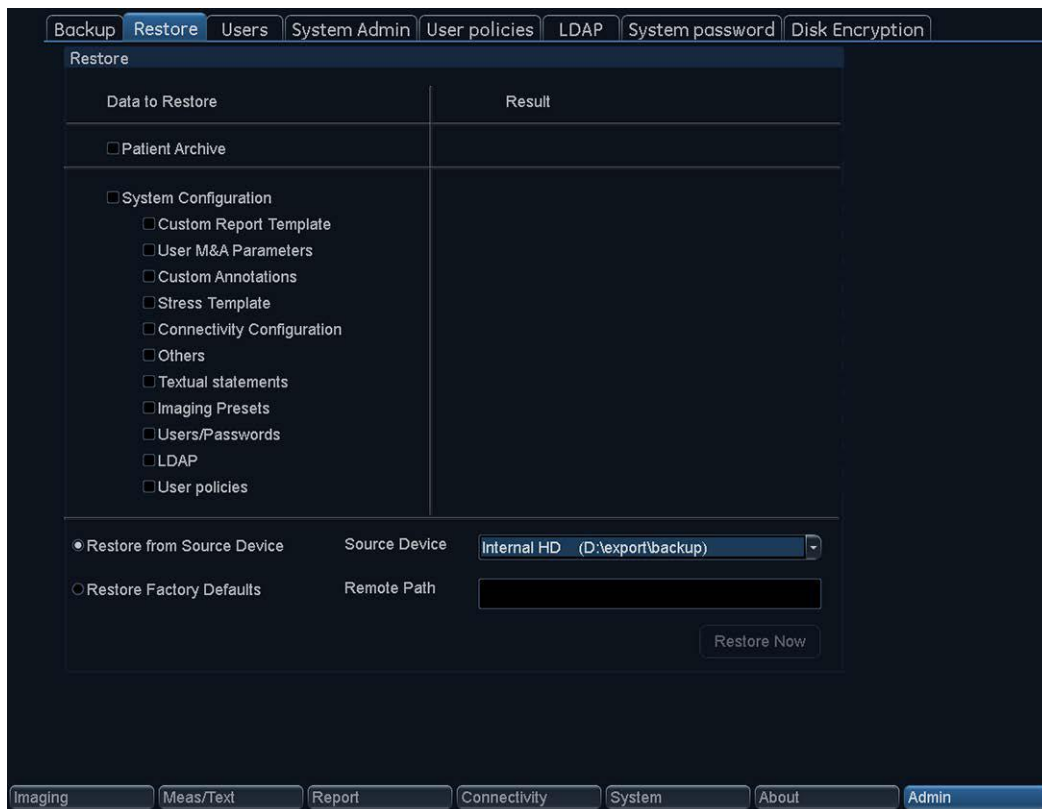 Backup Restore Users System Admin User policies LDAP System password Disk Encryption
Restore
Data to Restore Result
Patient Archive
System Configuration
Custom Report Template
User M&A Parameters
Custom Annotations
Stress Template
Connectivity Configuration
Others
Textual statements
Imaging Presets
Users/Passwords
LDAP
User policies
Restore from Source Device Source Device Internal HD (D:\export\backup)
Restore Factory Defaults Remote Path
Restore Now
Imaging Meas/Text Report Connectivity System About Admin